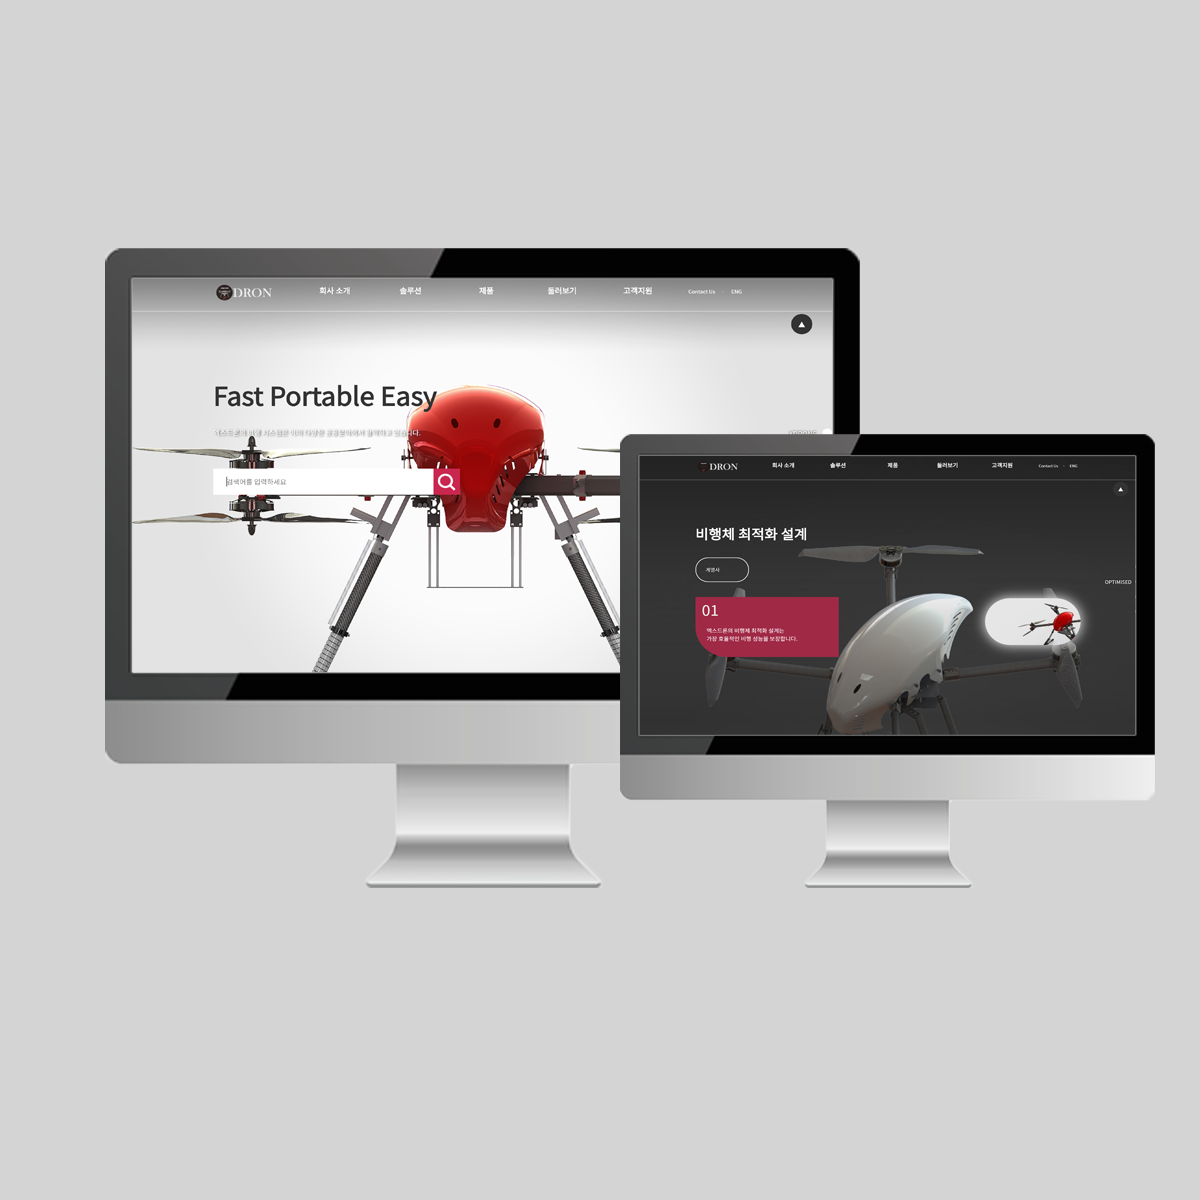 DRON
회사 소개
솔루션
제품
둘러보기
고객지원
Contact Us
ENG
Fast Portable Easy
검색어를 입력하세요
DRON
회사 소개
솔루션
제품
둘러보기
고객지원
Contact Us
ENG
비행체 최적화 설계
계열사
OPTIMISED
01
엑스드론의 비행체 최적화 설계는
가장 효율적인 비행 성능을 보장합니다.